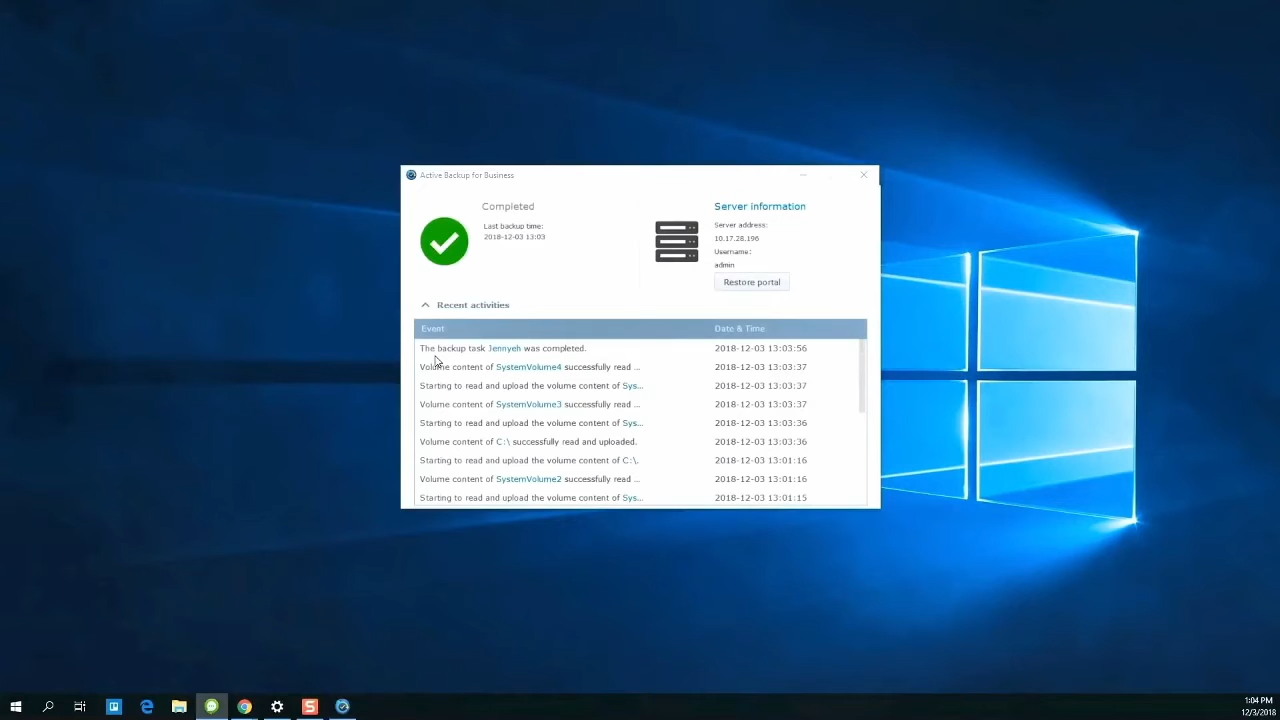 Active Backup for Business
Completed
Last backup time:
2018-12-03 13:03
Server information
Server address:
10.17.28.196
Username:
admin
Restore portal
Recent activities
Event Date & Time
The backup task Jennyeh was completed. 2018-12-03 13:03:56
Volume content of SystemVolume4 successfully read ... 2018-12-03 13:03:37
Starting to read and upload the volume content of Sys... 2018-12-03 13:03:37
Volume content of SystemVolume3 successfully read ... 2018-12-03 13:03:37
Starting to read and upload the volume content of Sys... 2018-12-03 13:03:36
Volume content of C:\ successfully read and uploaded. 2018-12-03 13:03:36
Starting to read and upload the volume content of C:\. 2018-12-03 13:01:16
Volume content of SystemVolume2 successfully read ... 2018-12-03 13:01:16
Starting to read and upload the volume content of Sys... 2018-12-03 13:01:15
1:04 PM
12/3/2018